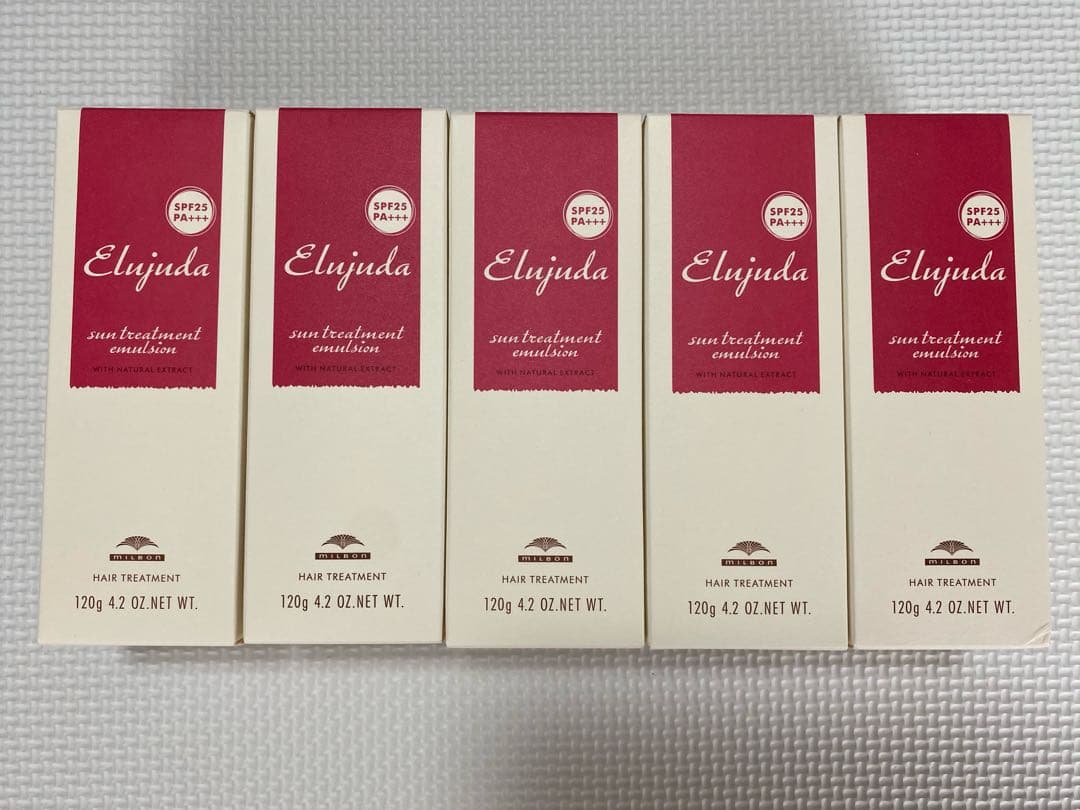 SPF25
PA+++
Elujuda
sun treatment
emulsion
WITH NATURAL EXTRACT
MILBON
HAIR TREATMENT
120g 4.2 OZ.NET WT.
SPF25
PA+++
Elujuda
sun treatment
emulsion
WITH NATURAL EXTRACT
MILBON
HAIR TREATMENT
120g 4.2 OZ.NET WT.
SPF25
PA+++
Elujuda
sun treatment
emulsion
WITH NATURAL EXTRACT
MILBON
HAIR TREATMENT
120g 4.2 OZ.NET WT.
SPF25
PA+++
Elujuda
sun treatment
emulsion
WITH NATURAL EXTRACT
MILBON
HAIR TREATMENT
120g 4.2 OZ.NET WT.
SPF25
PA+++
Elujuda
sun treatment
emulsion
WITH NATURAL EXTRACT
MILBON
HAIR TREATMENT
120g 4.2 OZ.NET WT.